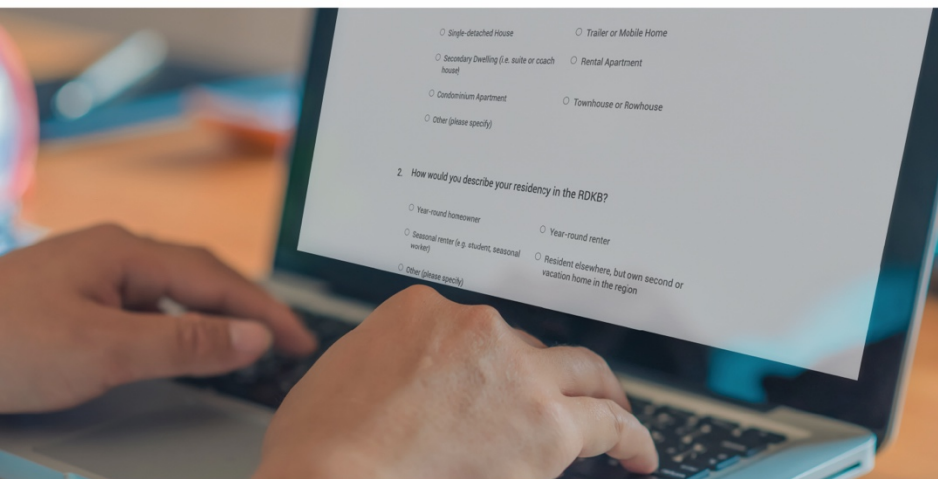 Single-detached House
Trailer or Mobile Home
Secondary Dwelling (i.e. suite or coach
house)
Rental Apartment
Condominium Apartment
Townhouse or Rowhouse
Other (please specify)
2. How would you describe your residency in the RDKB?
Year-round homeowner
Year-round renter
Seasonal renter (e.g. student, seasonal
worker)
Resident elsewhere, but own second or
vacation home in the region
Other (please specify)